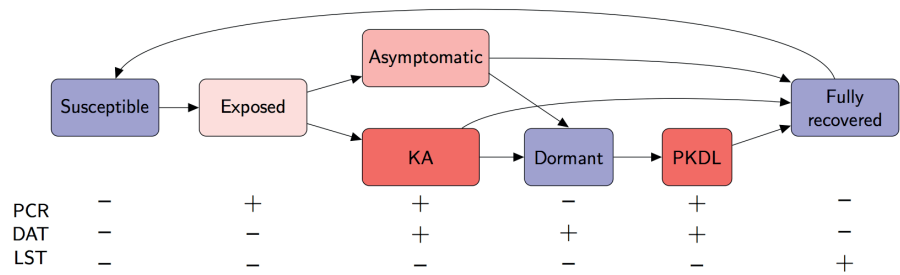 Asymptomatic
Susceptible
Exposed
Fully
recovered
KA
Dormant
PKDL
PCR − + + − + −
DAT − − + + + −
LST − − − − − +